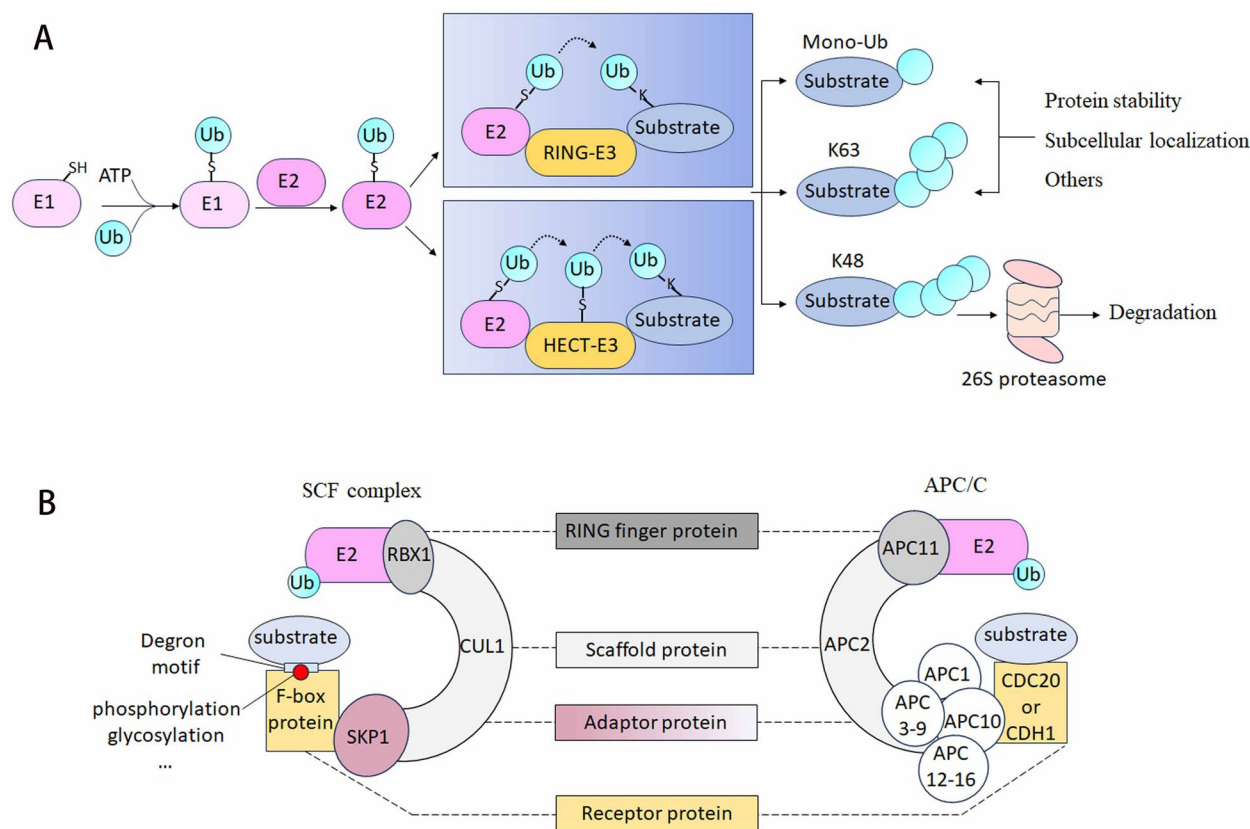 A
SH
E1
ATP
Ub
Ub
S
E1
E2
Ub
S
E2
Ub
Ub
S
K
E2
RING-E3
Substrate
Ub
Ub
Ub
S
S
K
E2
HECT-E3
Substrate
Mono-Ub
Substrate
K63
Substrate
K48
Substrate
Protein stability
Subcellular localization
Others
26S proteasome
Degradation
B
SCF complex
E2
RBX1
Ub
substrate
Degron
motif
phosphorylation
glycosylation
...
F-box
protein
SKP1
CUL1
RING finger protein
Scaffold protein
Adaptor protein
Receptor protein
APC/C
APC11
E2
Ub
APC2
substrate
APC1
APC
3-9
APC10
APC
12-16
CDC20
or
CDH1